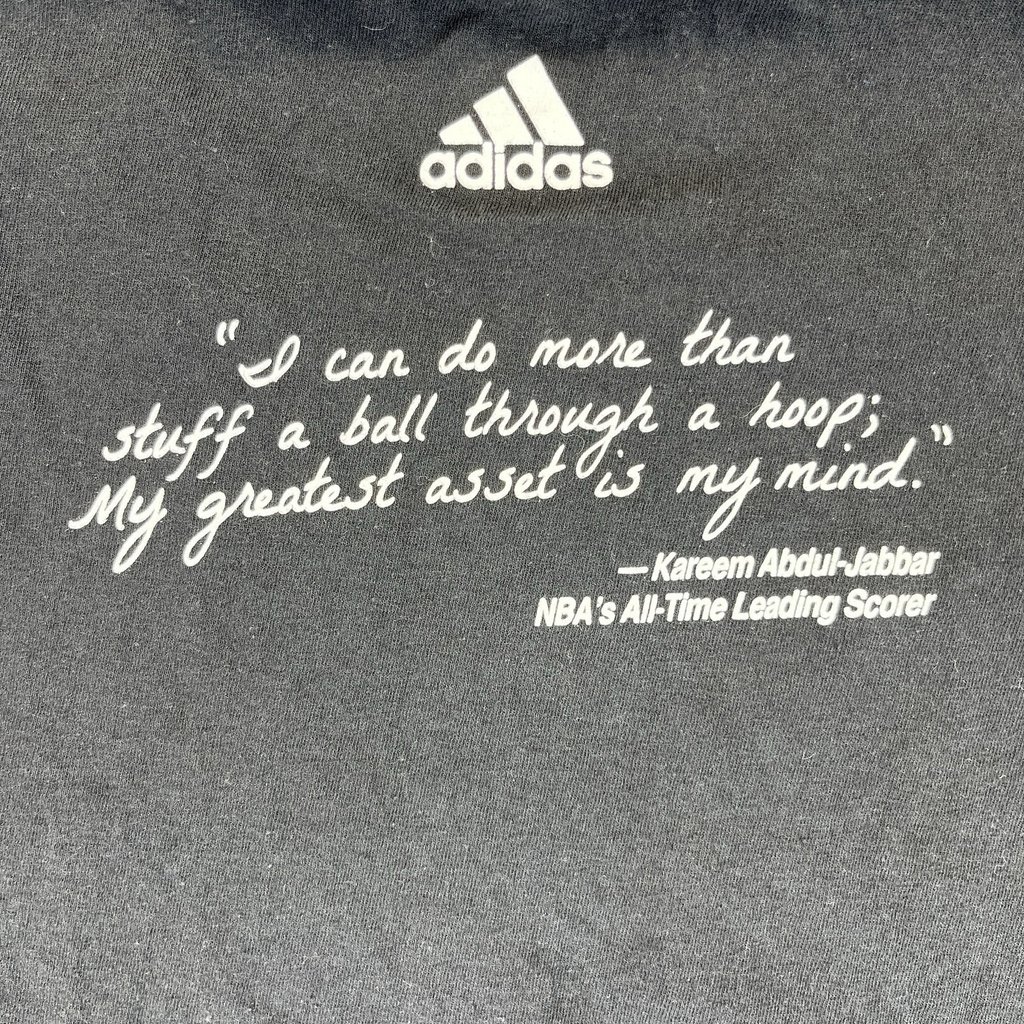 adidas
"I can do more than
stuff a ball through a hoop;
My greatest asset is my mind."
— Kareem Abdul-Jabbar
NBA's All-Time Leading Scorer